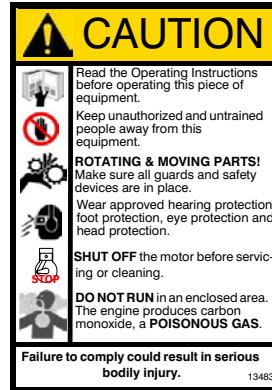 CAUTION
Read the Operating Instructions
before operating this piece of
equipment.
Keep unauthorized and untrained
people away from this
equipment.
ROTATING & MOVING PARTS!
Make sure all guards and safety
devices are in place.
Wear approved hearing protection,
foot protection, eye protection and
head protection.
SHUT OFF the motor before servic-
ing or cleaning.
STOP
DO NOT RUN in an enclosed area.
The engine produces carbon
monoxide, a POISONOUS GAS.
Failure to comply could result in serious
bodily injury.
13483